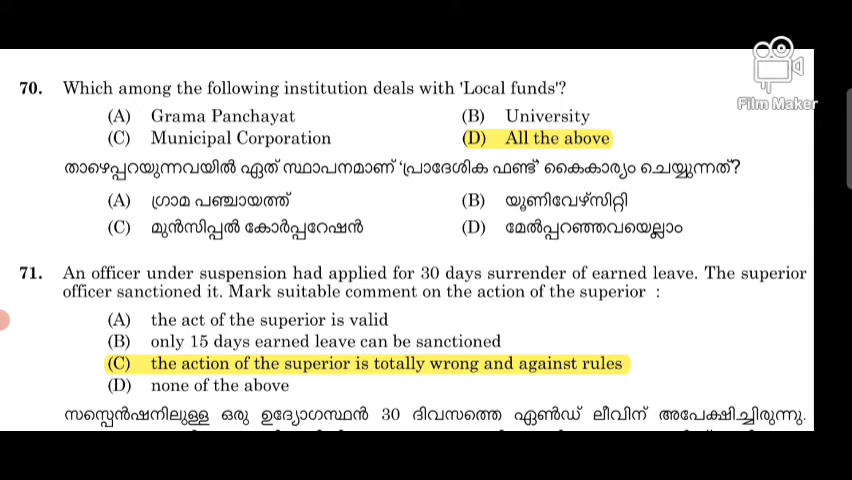 Film Maker
70. Which among the following institution deals with 'Local funds'?
(A) Grama Panchayat (B) University
(C) Municipal Corporation (D) All the above
താഴെപ്പറയുന്നവയിൽ ഏത് സ്ഥാപനമാണ് 'പ്രാദേശിക ഫണ്ട്' കൈകാര്യം ചെയ്യുന്നത്?
(A) ഗ്രാമ പഞ്ചായത്ത് (B) യൂണിവേഴ്സിറ്റി
(C) മുൻസിപ്പൽ കോർപ്പറേഷൻ (D) മേൽപ്പറഞ്ഞവയെല്ലാം
71. An officer under suspension had applied for 30 days surrender of earned leave. The superior
officer sanctioned it. Mark suitable comment on the action of the superior :
(A) the act of the superior is valid
(B) only 15 days earned leave can be sanctioned
(C) the action of the superior is totally wrong and against rules
(D) none of the above
സസ്പെൻഷനിലുള്ള ഒരു ഉദ്യോഗസ്ഥൻ 30 ദിവസത്തെ ഏൺഡ് ലീവിന് അപേക്ഷിച്ചിരുന്നു.